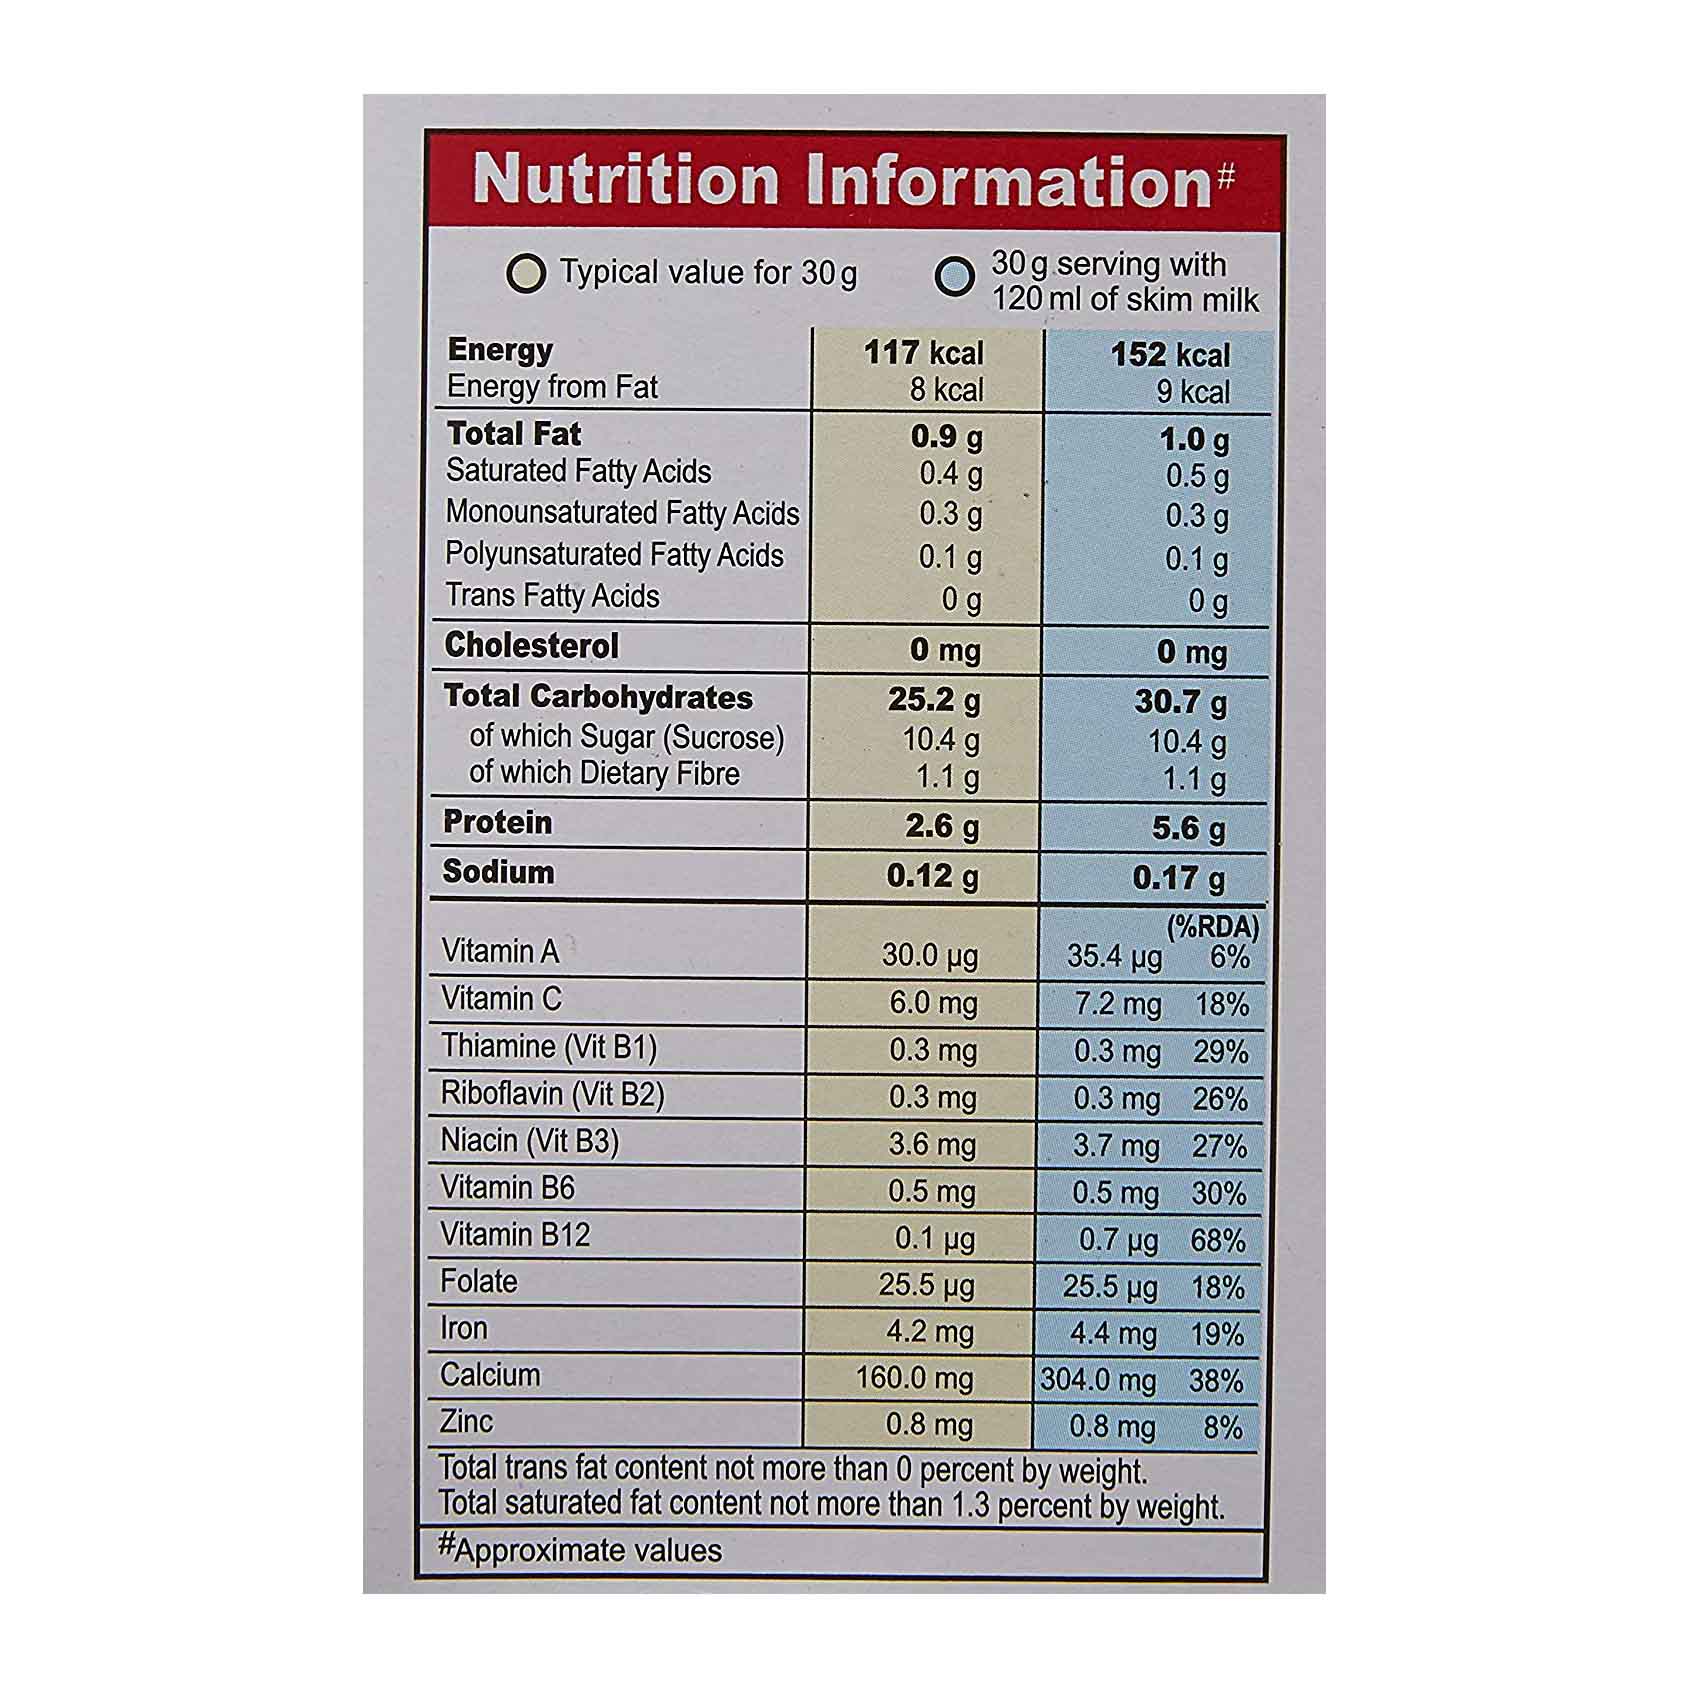 Nutrition Information#
Typical value for 30g
30g serving with
120ml of skim milk
Energy 117 kcal 152 kcal
Energy from Fat 8 kcal 9 kcal
Total Fat 0.9 g 1.0 g
Saturated Fatty Acids 0.4 g 0.5 g
Monounsaturated Fatty Acids 0.3 g 0.3 g
Polyunsaturated Fatty Acids 0.1 g 0.1 g
Trans Fatty Acids 0 g 0 g
Cholesterol 0 mg 0 mg
Total Carbohydrates 25.2 g 30.7 g
of which Sugar (Sucrose) 10.4 g 10.4 g
of which Dietary Fibre 1.1 g 1.1 g
Protein 2.6 g 5.6 g
Sodium 0.12 g 0.17 g
(%RDA)
Vitamin A 30.0 µg 35.4 µg 6%
Vitamin C 6.0 mg 7.2 mg 18%
Thiamine (Vit B1) 0.3 mg 0.3 mg 29%
Riboflavin (Vit B2) 0.3 mg 0.3 mg 26%
Niacin (Vit B3) 3.6 mg 3.7 mg 27%
Vitamin B6 0.5 mg 0.5 mg 30%
Vitamin B12 0.1 µg 0.7 µg 68%
Folate 25.5 µg 25.5 µg 18%
Iron 4.2 mg 4.4 mg 19%
Calcium 160.0 mg 304.0 mg 38%
Zinc 0.8 mg 0.8 mg 8%
Total trans fat content not more than 0 percent by weight.
Total saturated fat content not more than 1.3 percent by weight.
#Approximate values